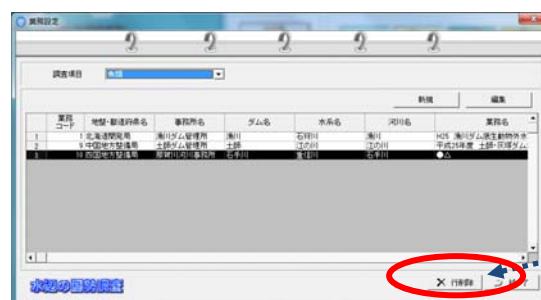 業務設定
調査項目 魚類
新規 編集
業務コード 地整・都道府県名 事務所名 ダム名 水系名 河川名 業務名
1 1 北海道開発局 漁川ダム管理所 漁川 石狩川 漁川 H25 漁川ダム底生動物外水
2 9 中国地方整備局 土師ダム管理所 土師 江の川 江の川 平成25年度 土師・灰塚ダム
3 10 四国地方整備局 那賀川河川事務所 石手川 重信川 石手川 ●△
水辺の国勢調査
行削除